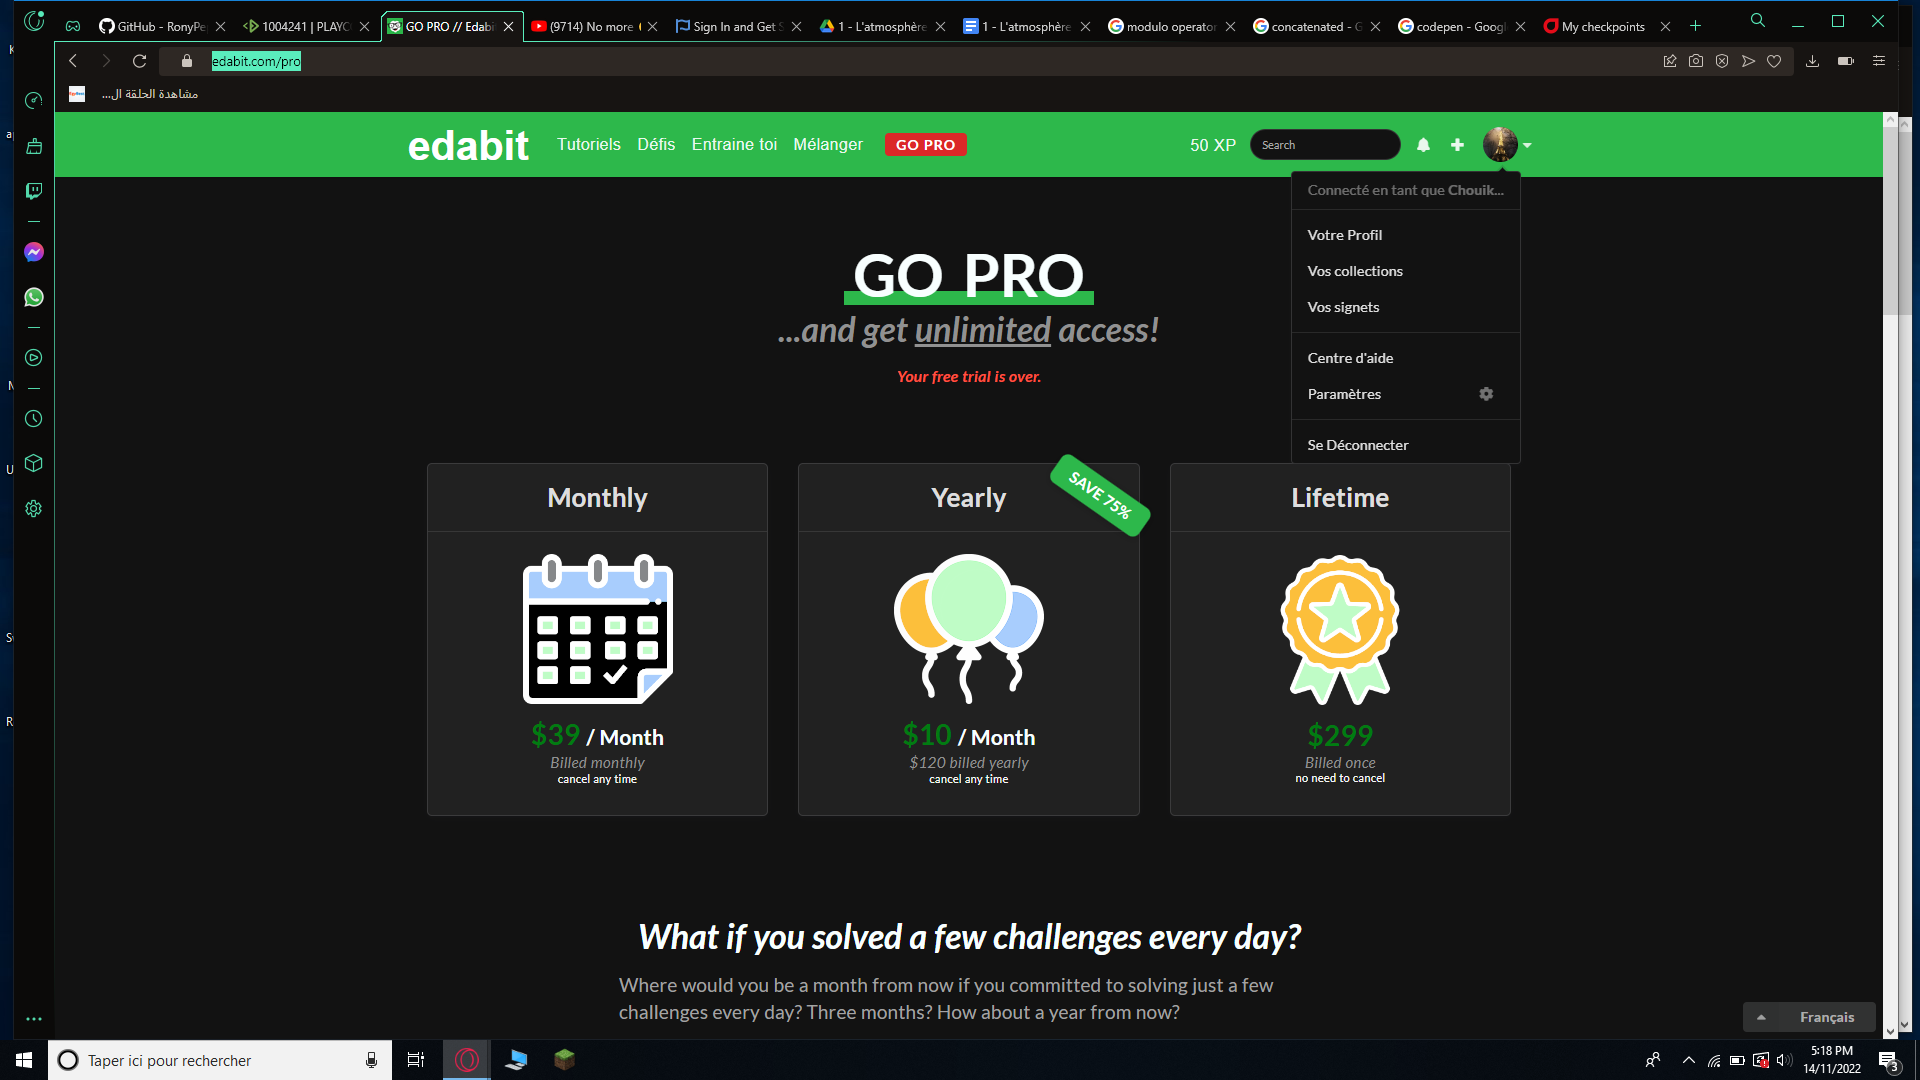 GitHub - RonyPe
1004241 | PLAYC
GO PRO // Edabi
(9714) No more
Sign In and Get S
1 - L'atmosphère
1 - L'atmosphère
modulo operator
concatenated - G
codepen - Googl
My checkpoints
edabit.com/pro
مشاهدة الحلقة ال...
edabit
Tutoriels
Défis
Entraine toi
Mélanger
GO PRO
50 XP
Search
Connecté en tant que Chouik...
Votre Profil
Vos collections
Vos signets
Centre d'aide
Paramètres
Se Déconnecter
GO PRO
...and get unlimited access!
Your free trial is over.
Monthly
$39 / Month
Billed monthly
cancel any time
Yearly
SAVE 75%
$10 / Month
$120 billed yearly
cancel any time
Lifetime
$299
Billed once
no need to cancel
What if you solved a few challenges every day?
Where would you be a month from now if you committed to solving just a few
challenges every day? Three months? How about a year from now?
Français
Taper ici pour rechercher
5:18 PM
14/11/2022
3